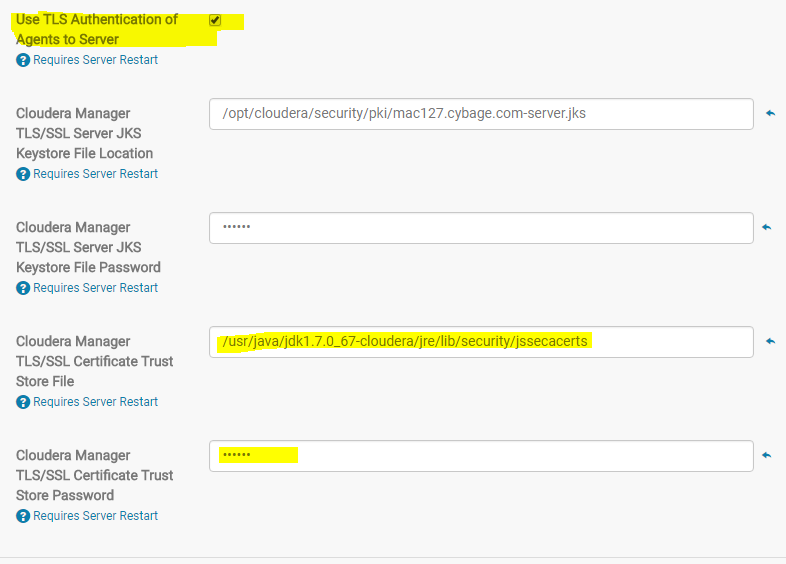 Use TLS Authentication of
Agents to Server
Requires Server Restart
Cloudera Manager
TLS/SSL Server JKS
Keystore File Location
/opt/cloudera/security/pki/mac127.cybage.com-server.jks
Requires Server Restart
Cloudera Manager
TLS/SSL Server JKS
Keystore File Password
••••••
Requires Server Restart
Cloudera Manager
TLS/SSL Certificate Trust
Store File
/usr/java/jdk1.7.0_67-cloudera/jre/lib/security/jssecacerts
Requires Server Restart
Cloudera Manager
TLS/SSL Certificate Trust
Store Password
••••••
Requires Server Restart